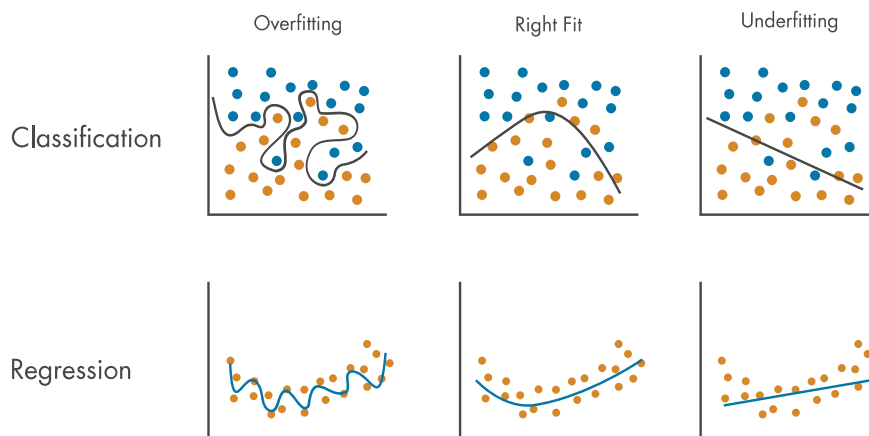 Overfitting
Right Fit
Underfitting
Classification
Regression